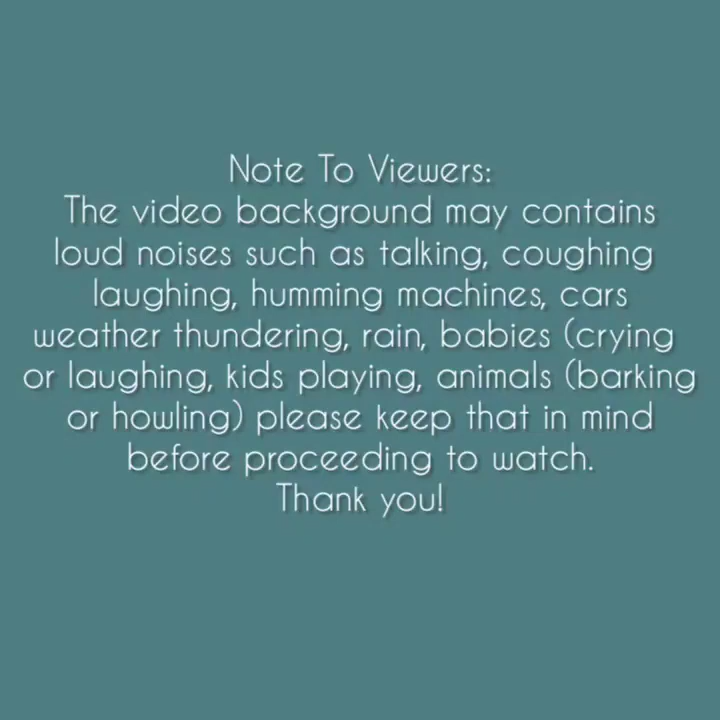 Note To Viewers:
The video background may contains
loud noises such as talking, coughing
laughing, humming machines, cars
weather thundering, rain, babies (crying
or laughing, kids playing, animals (barking
or howling) please keep that in mind
before proceeding to watch.
Thank you!